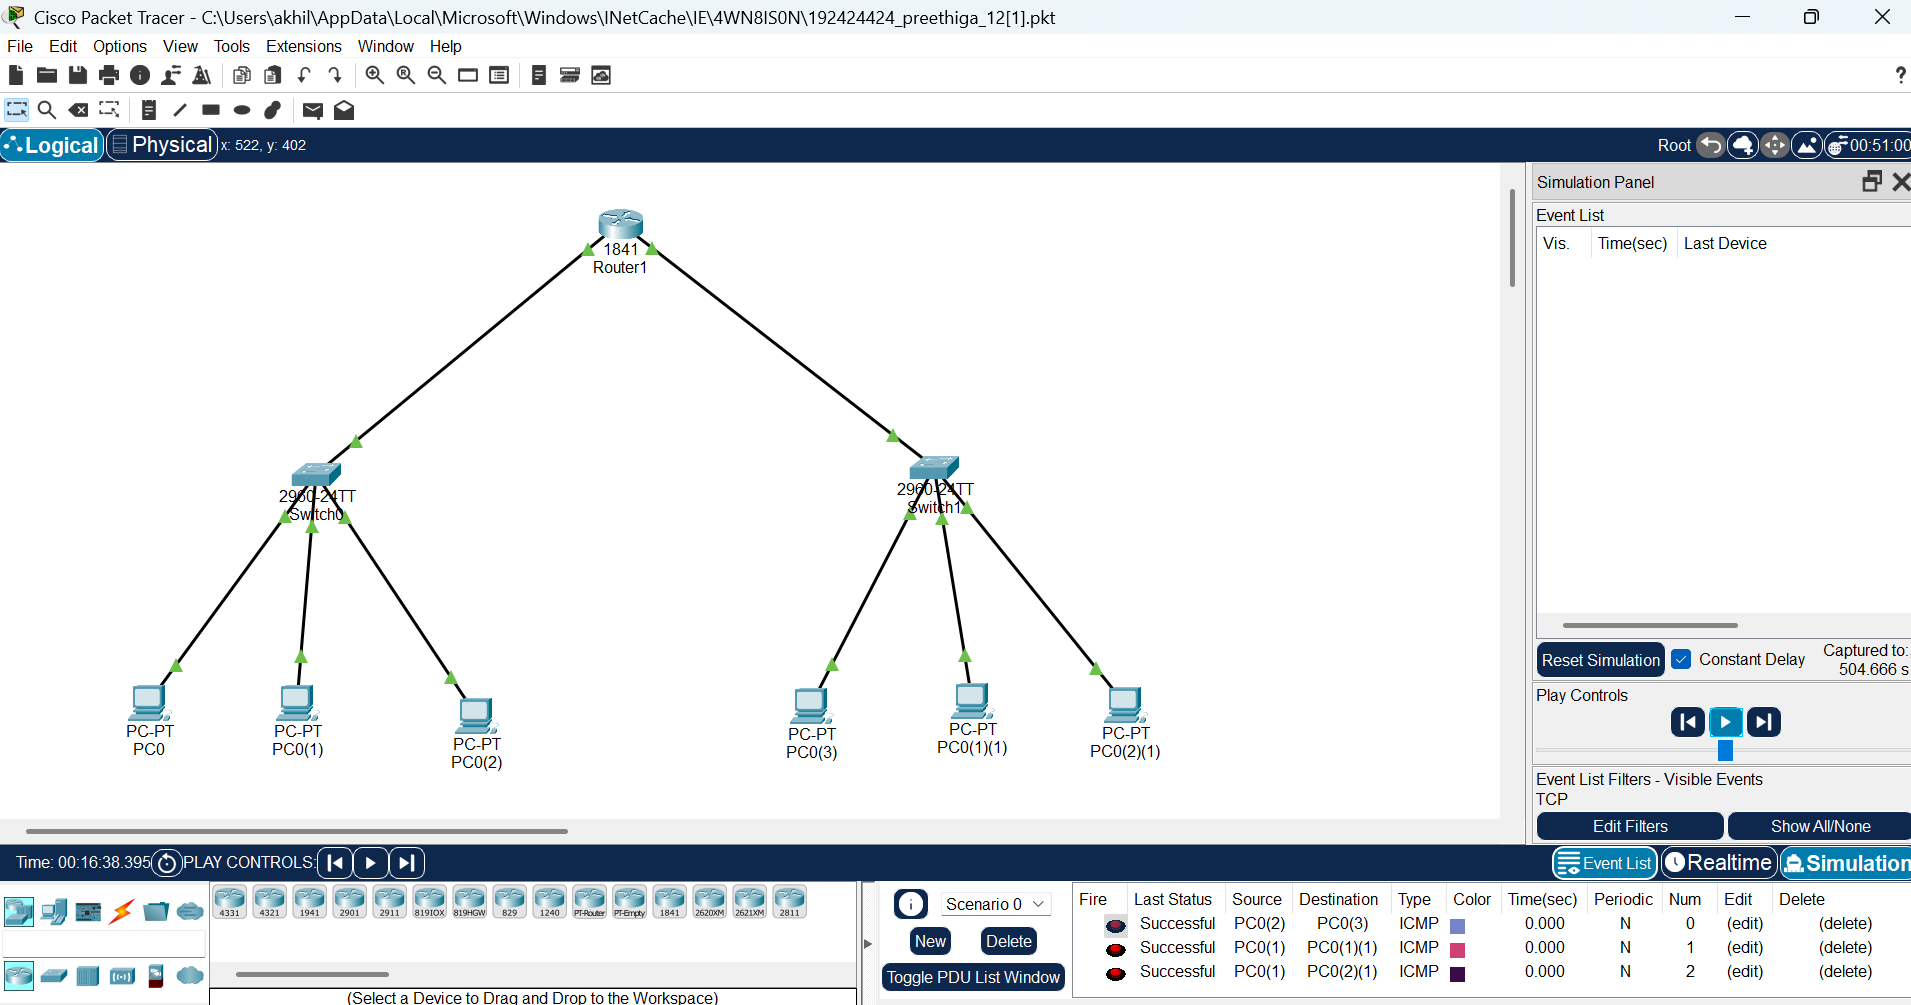 Cisco Packet Tracer - C:\Users\akhil\AppData\Local\Microsoft\Windows\INetCache\IE\4WN8IS0N\192424424_preethiga_12[1].pkt
File Edit Options View Tools Extensions Window Help
?
Logical Physical x: 522, y: 402 Root 00:51:00
1841
Router1
2960-24TT
Switch0
2960-24TT
Switch1
PC-PT
PC0
PC-PT
PC0(1)
PC-PT
PC0(2)
PC-PT
PC0(3)
PC-PT
PC0(1)(1)
PC-PT
PC0(2)(1)
Simulation Panel
Event List
Vis. Time(sec) Last Device
Reset Simulation Constant Delay Captured to:
504.666 s
Play Controls
Event List Filters - Visible Events
TCP
Edit Filters Show All/None
Time: 00:16:38.395 PLAY CONTROLS: Event List Realtime Simulation
4331 4321 1941 2901 2911 819IOX 819HGW 829 1240 PT-Router PT-Empty 1841 2620XM 2621XM 2811
(Select a Device to Drag and Drop to the Workspace)
Scenario 0
New Delete
Toggle PDU List Window
Fire Last Status Source Destination Type Color Time(sec) Periodic Num Edit Delete
Successful PC0(2) PC0(3) ICMP 0.000 N 0 (edit) (delete)
Successful PC0(1) PC0(1)(1) ICMP 0.000 N 1 (edit) (delete)
Successful PC0(1) PC0(2)(1) ICMP 0.000 N 2 (edit) (delete)